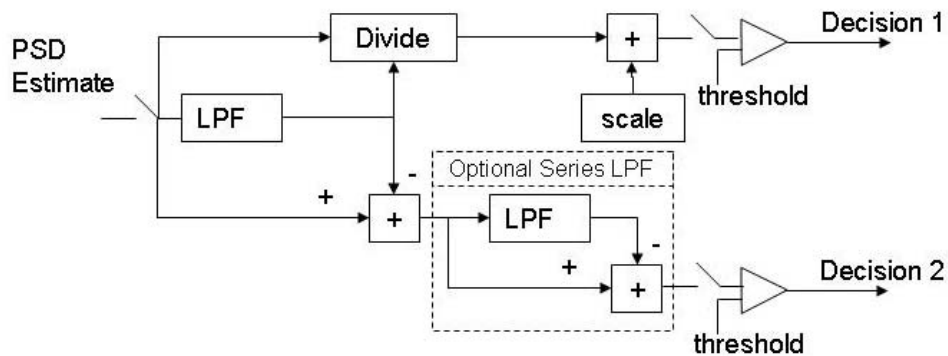 Decision 1
PSD
Estimate
Divide
+
LPF
scale
threshold
Optional Series LPF
-
+
+
LPF
-
+
+
Decision 2
threshold